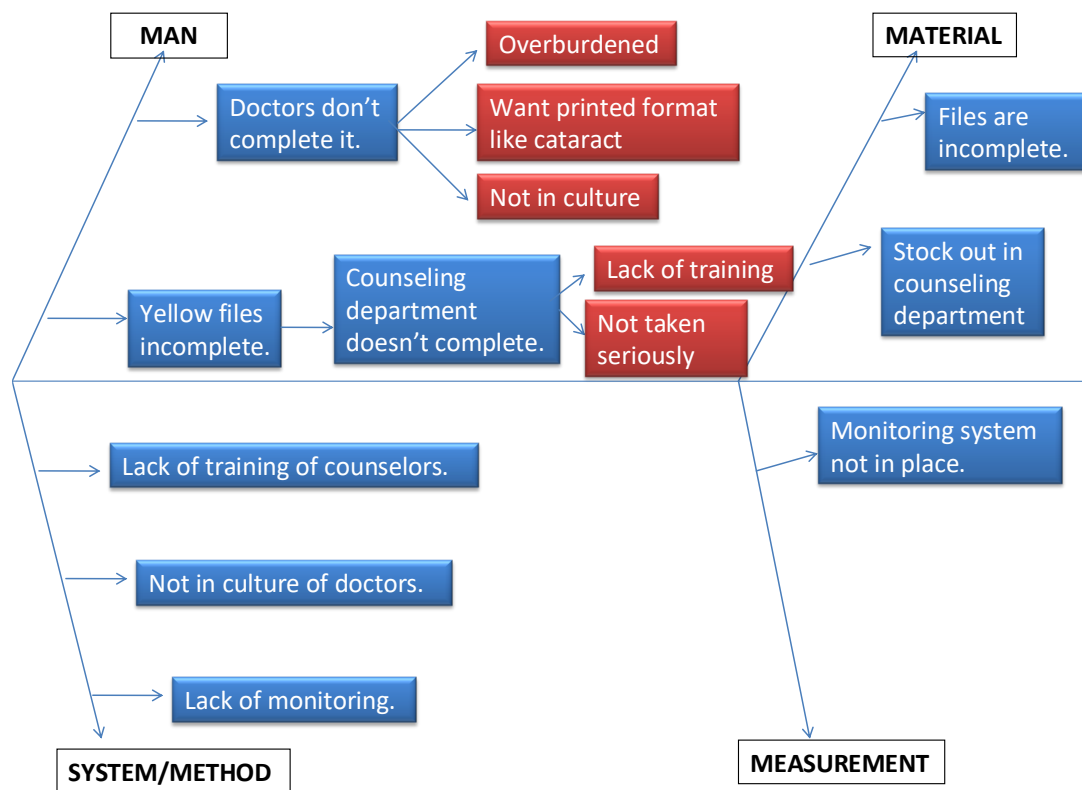 MAN
Overburdened
MATERIAL
Doctors don’t
complete it.
Want printed format
like cataract
Files are
incomplete.
Not in culture
Yellow files
incomplete.
Counseling
department
doesn’t complete.
Lack of training
Not taken
seriously
Stock out in
counseling
department
Lack of training of counselors.
Monitoring system
not in place.
Not in culture of doctors.
Lack of monitoring.
SYSTEM/METHOD
MEASUREMENT